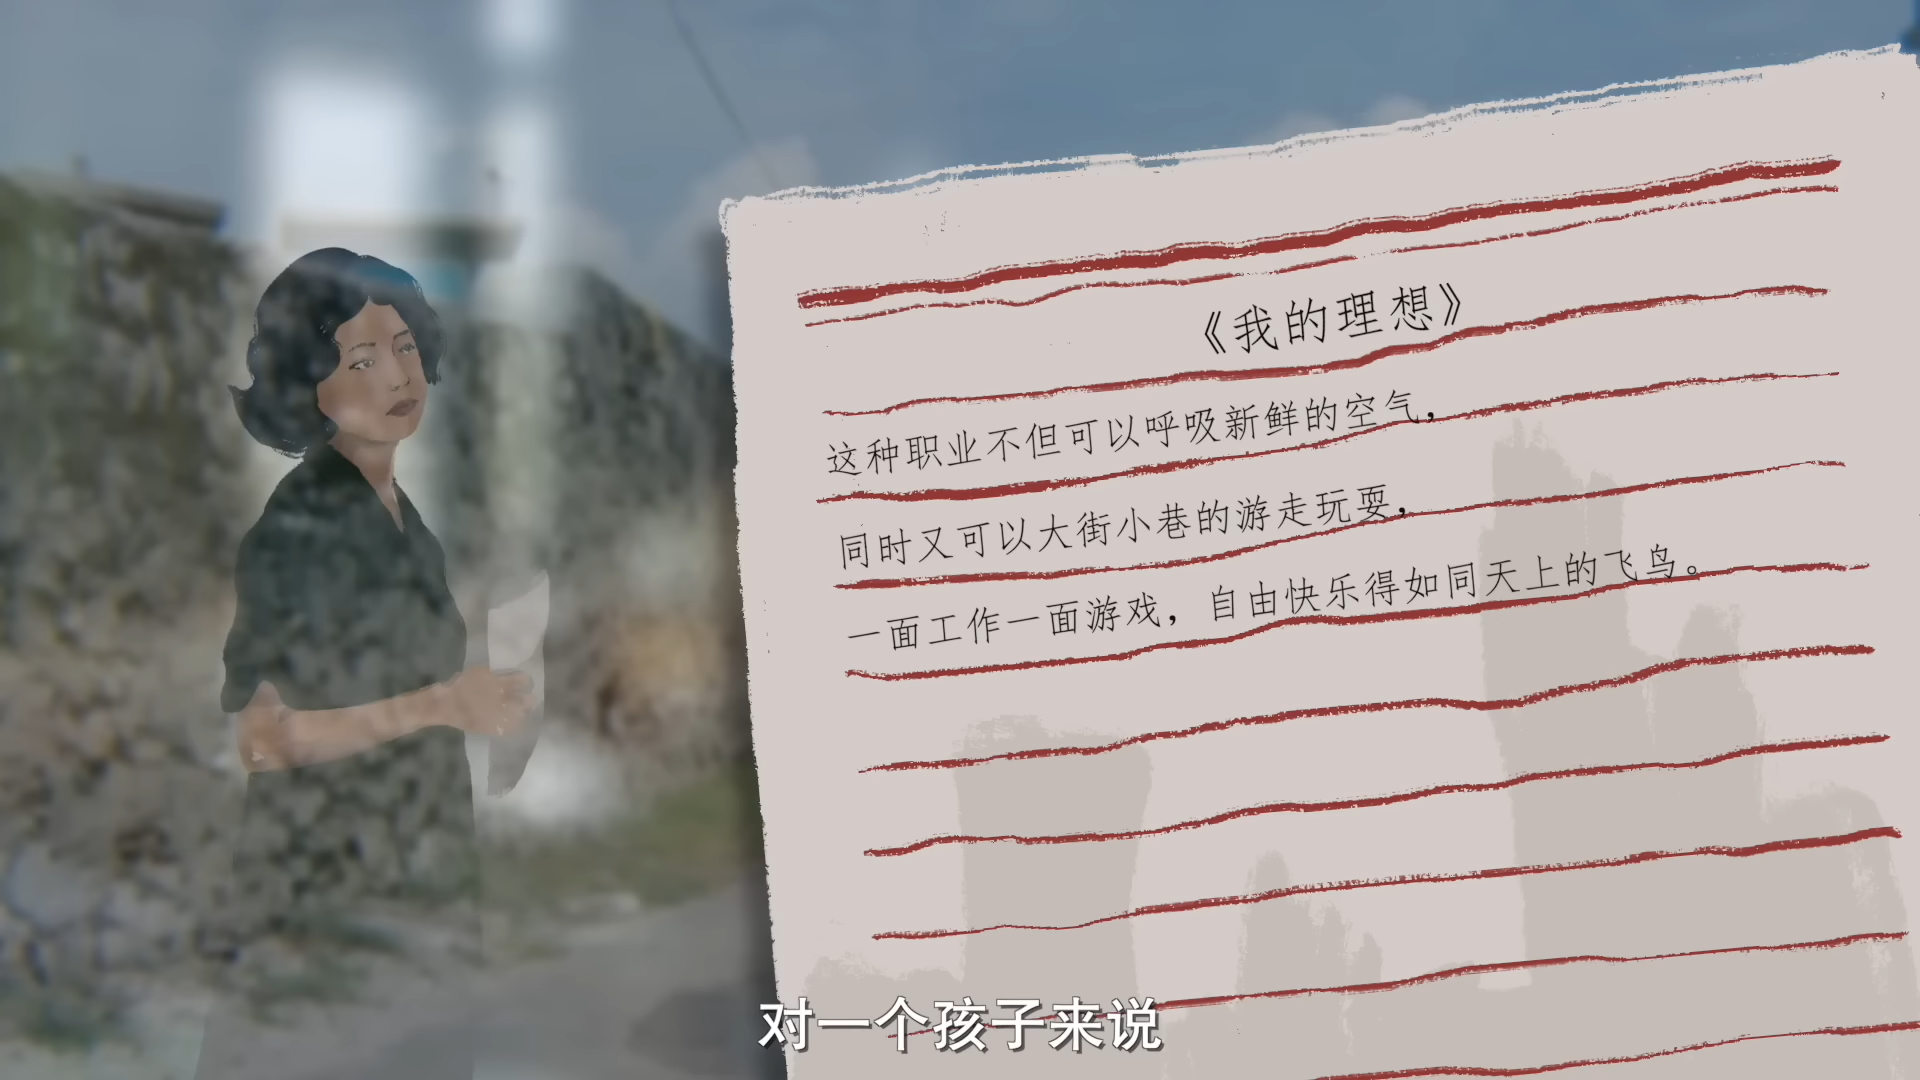 《我的理想》
这种职业不但可以呼吸新鲜的空气，
同时又可以大街小巷的游走玩耍，
一面工作一面游戏，自由快乐得如同天上的飞鸟。
对一个孩子来说